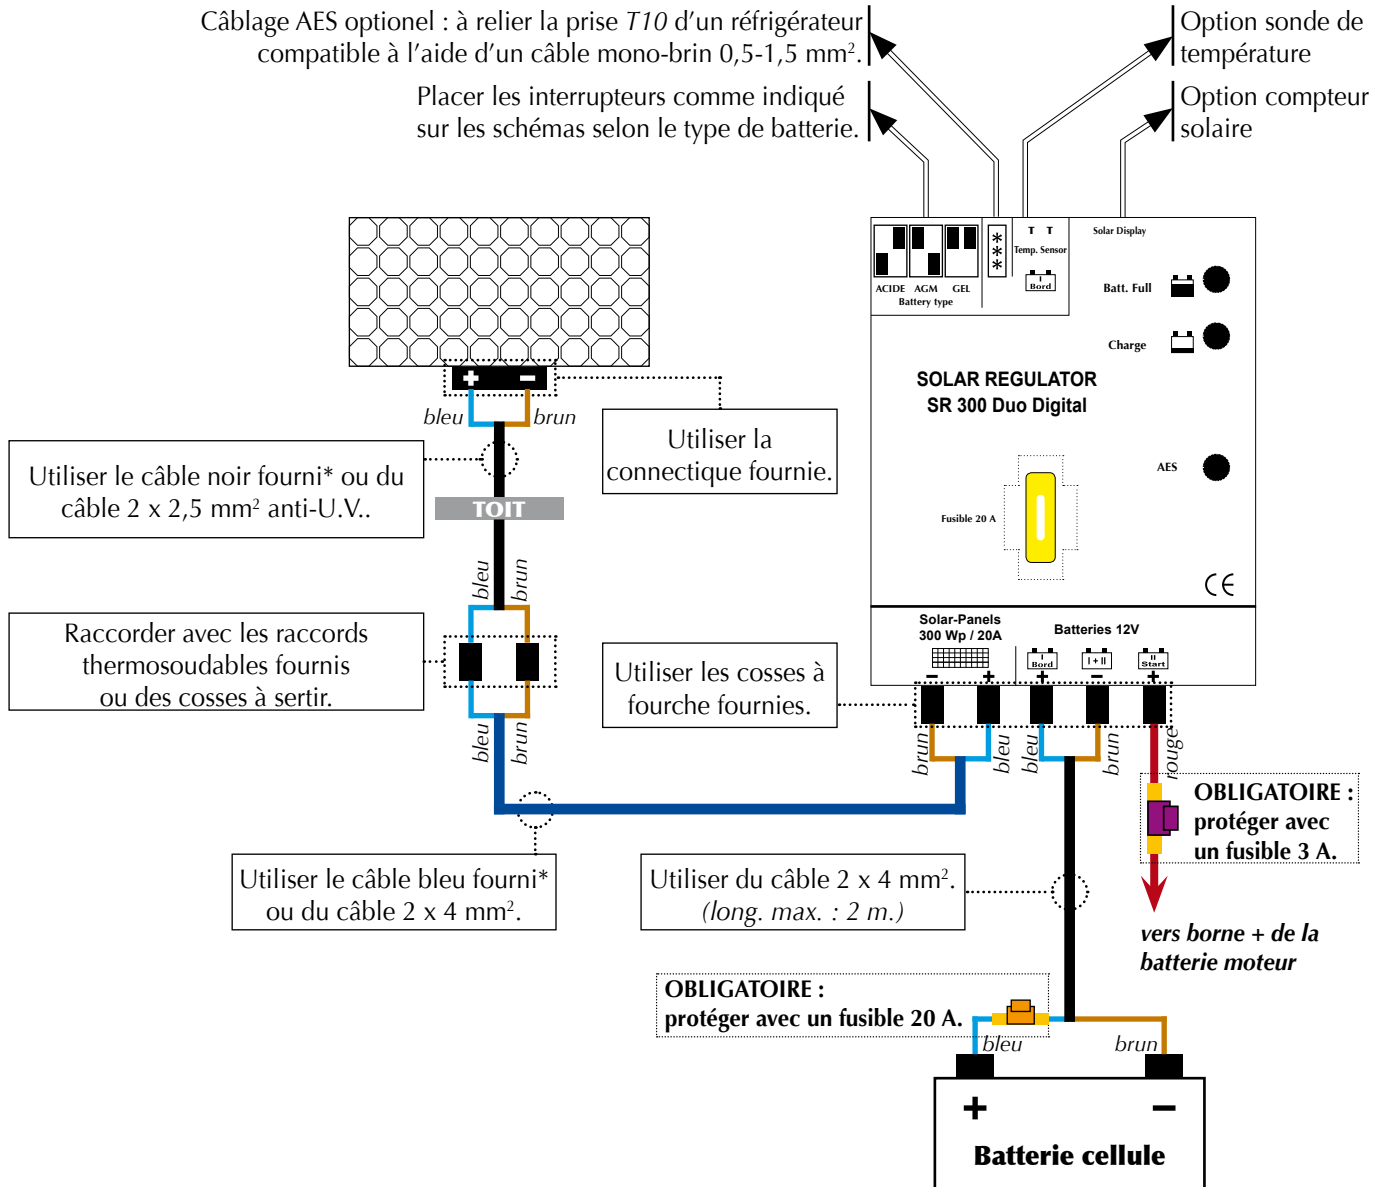 Câblage AES optionel : à relier la prise T10 d’un réfrigérateur
compatible à l’aide d’un câble mono-brin 0,5-1,5 mm².
Option sonde de
température
Placer les interrupteurs comme indiqué
sur les schémas selon le type de batterie.
Option compteur
solaire
T T
Temp. Sensor
Solar Display
I
Bord
ACIDE AGM GEL
Battery type
Batt. Full
Charge
SOLAR REGULATOR
SR 300 Duo Digital
AES
Fusible 20 A
CE
+ −
bleu
brun
Utiliser la
connectique fournie.
Utiliser le câble noir fourni* ou du
câble 2 x 2,5 mm² anti-U.V..
TOIT
bleu
brun
Raccorder avec les raccords
thermosoudables fournis
ou des cosses à sertir.
Utiliser les cosses à
fourche fournies.
Solar-Panels
300 Wp / 20A
Batteries 12V
I
Bord
I + II
II
Start
− + + − +
bleu
brun
brun
bleu
bleu
brun
rouge
OBLIGATOIRE :
protéger avec
un fusible 3 A.
Utiliser le câble bleu fourni*
ou du câble 2 x 4 mm².
Utiliser du câble 2 x 4 mm².
(long. max. : 2 m.)
vers borne + de la
batterie moteur
OBLIGATOIRE :
protéger avec un fusible 20 A.
bleu
brun
+ −
Batterie cellule